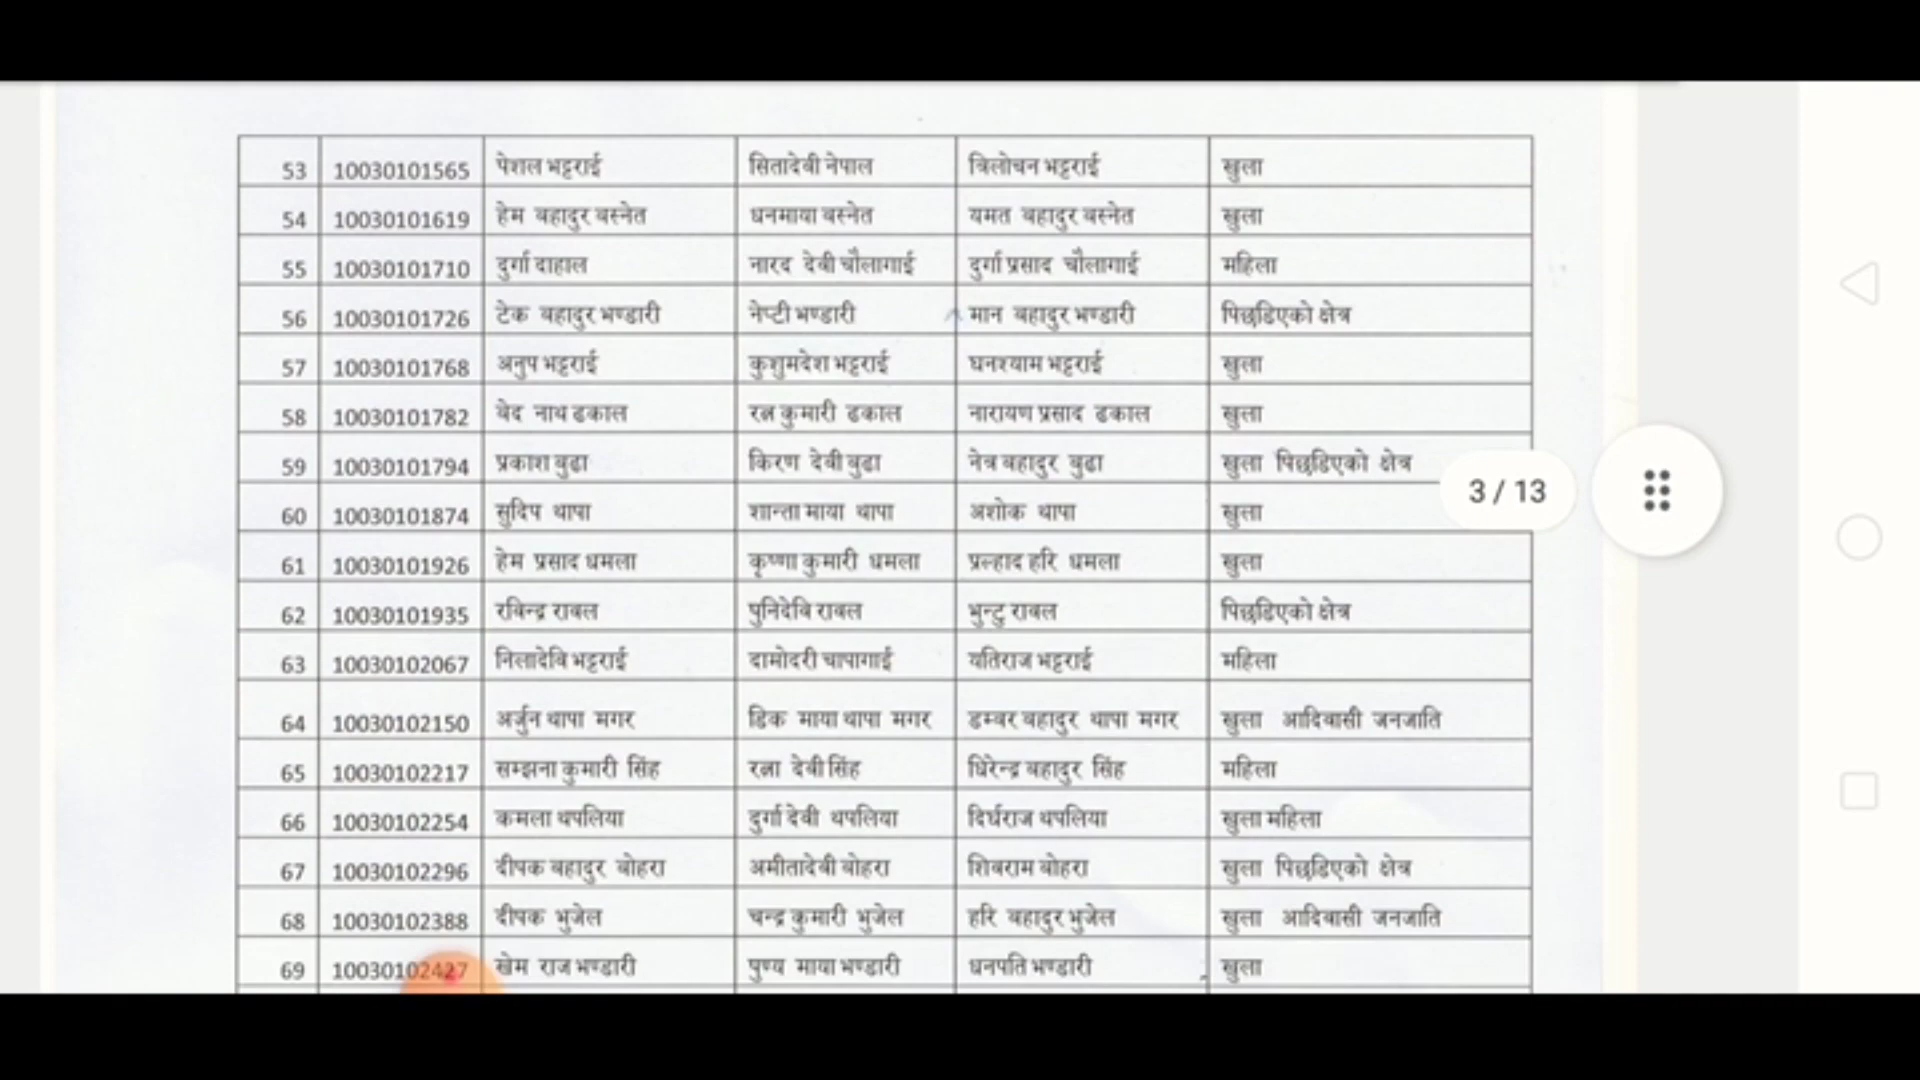 53 10030101565 पेशल भट्टराई सितादेवी नेपाल त्रिलोचन भट्टराई खुला
54 10030101619 हेम बहादुर बस्नेत धनमाया बस्नेत यमत बहादुर बस्नेत खुला
55 10030101710 दुर्गा दाहाल नारद देवी चौलागाई दुर्गा प्रसाद चौलागाई महिला
56 10030101726 टेक बहादुर भण्डारी नेप्टी भण्डारी मान बहादुर भण्डारी पिछडिएको क्षेत्र
57 10030101768 अनुप भट्टराई कुशुमदेश भट्टराई घनश्याम भट्टराई खुला
58 10030101782 वेद नाथ ढकाल रत्न कुमारी ढकाल नारायण प्रसाद ढकाल खुला
59 10030101794 प्रकाश बुढा किरण देवी बुढा नेत्र बहादुर बुढा खुला पिछडिएको क्षेत्र
3 / 13
60 10030101874 सुदिप थापा शान्ता माया थापा अशोक थापा खुला
61 10030101926 हेम प्रसाद धमला कृष्णा कुमारी धमला प्रल्हाद हरि धमला खुला
62 10030101935 रविन्द्र रावल पुनिदेवि रावल भुन्टु रावल पिछडिएको क्षेत्र
63 10030102067 निलादेवि भट्टराई दामोदरी चापागाई यतिराज भट्टराई महिला
64 10030102150 अर्जुन थापा मगर डिक माया थापा मगर डम्बर बहादुर थापा मगर खुला आदिवासी जनजाति
65 10030102217 सम्झना कुमारी सिंह रत्ना देवी सिंह धिरेन्द्र बहादुर सिंह महिला
66 10030102254 कमला थपलिया दुर्गा देवी थपलिया दिर्घराज थपलिया खुला महिला
67 10030102296 दीपक बहादुर बोहरा अमीतादेवी बोहरा शिवराम बोहरा खुला पिछडिएको क्षेत्र
68 10030102388 दीपक भुजेल चन्द्र कुमारी भुजेल हरि बहादुर भुजेल खुला आदिवासी जनजाति
69 10030102427 खेम राज भण्डारी पुण्य माया भण्डारी धनपति भण्डारी खुला